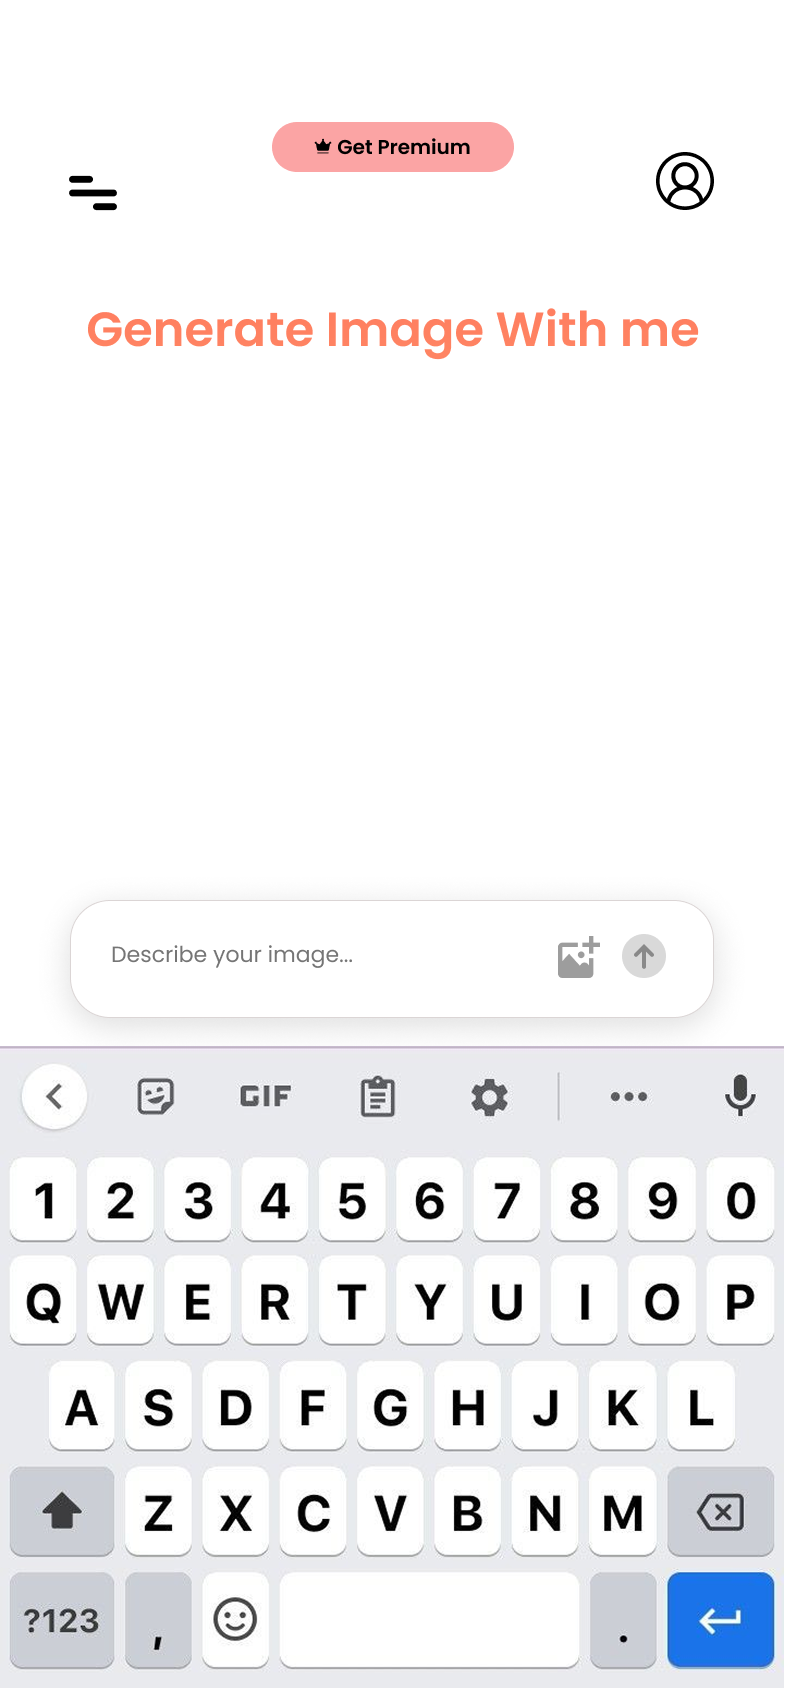 Get Premium
Generate Image With me
Describe your image...
GIF
1 2 3 4 5 6 7 8 9 0
Q W E R T Y U I O P
A S D F G H J K L
Z X C V B N M
?123 , .